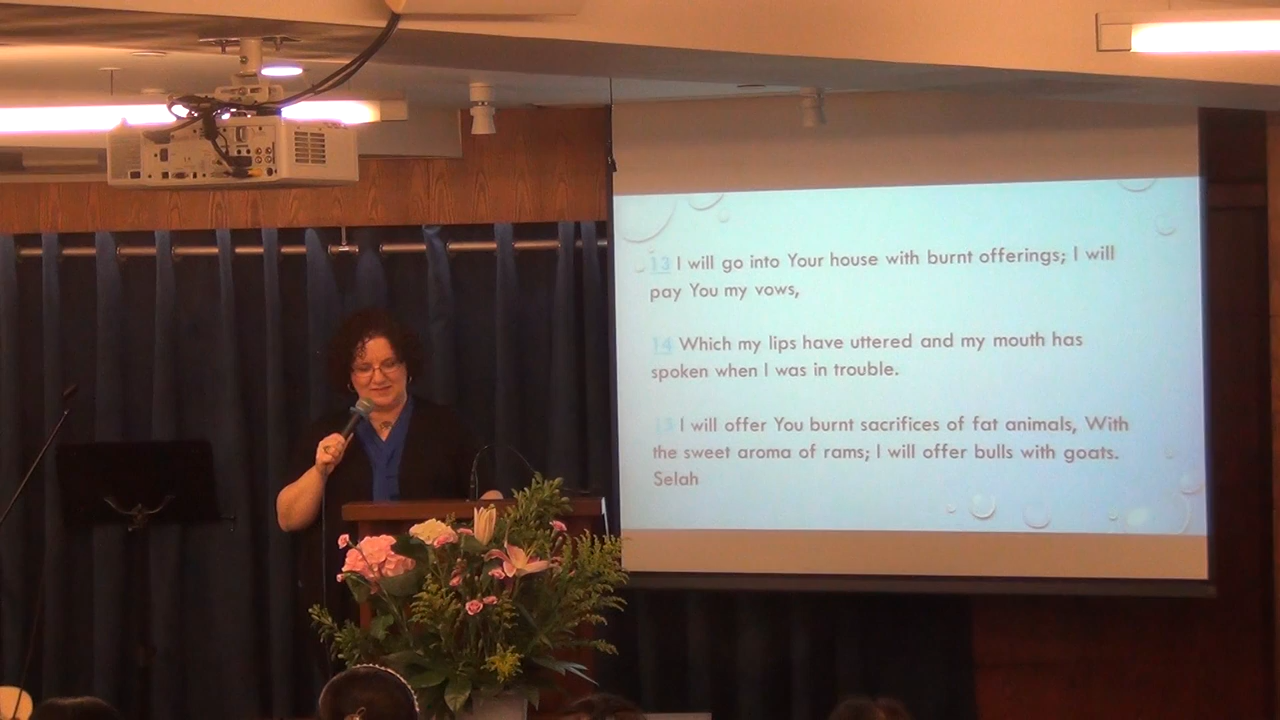 13 I will go into Your house with burnt offerings; I will
pay You my vows,
14 Which my lips have uttered and my mouth has
spoken when I was in trouble.
15 I will offer You burnt sacrifices of fat animals, With
the sweet aroma of rams; I will offer bulls with goats.
Selah